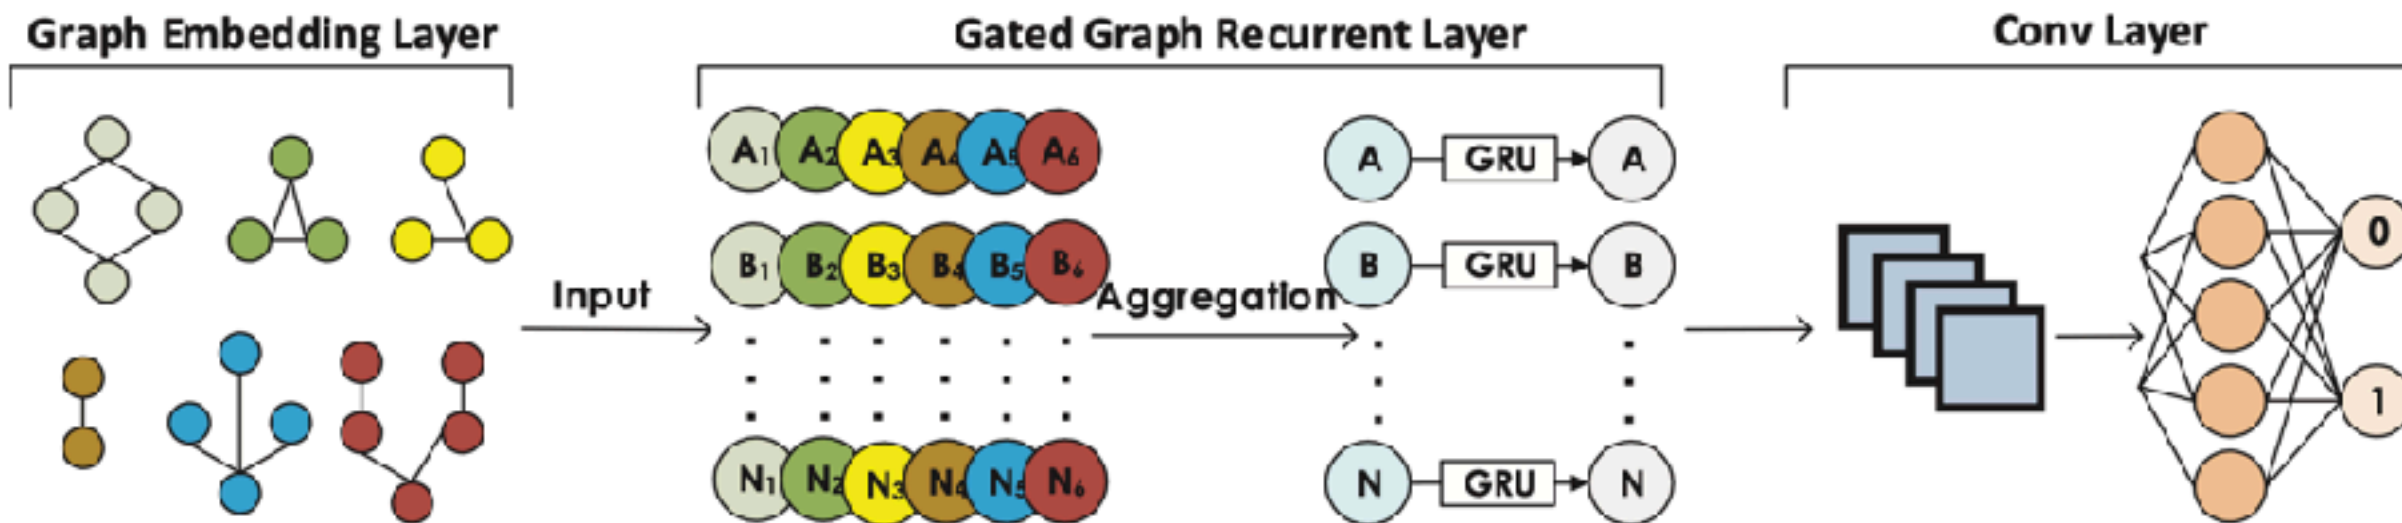 Graph Embedding Layer
Gated Graph Recurrent Layer
Conv Layer
A1 A2 A3 A4 A5 A6
A GRU A
B1 B2 B3 B4 B5 B6
B GRU B
0
Input
Aggregation
1
N1 N2 N3 N4 N5 N6
N GRU N